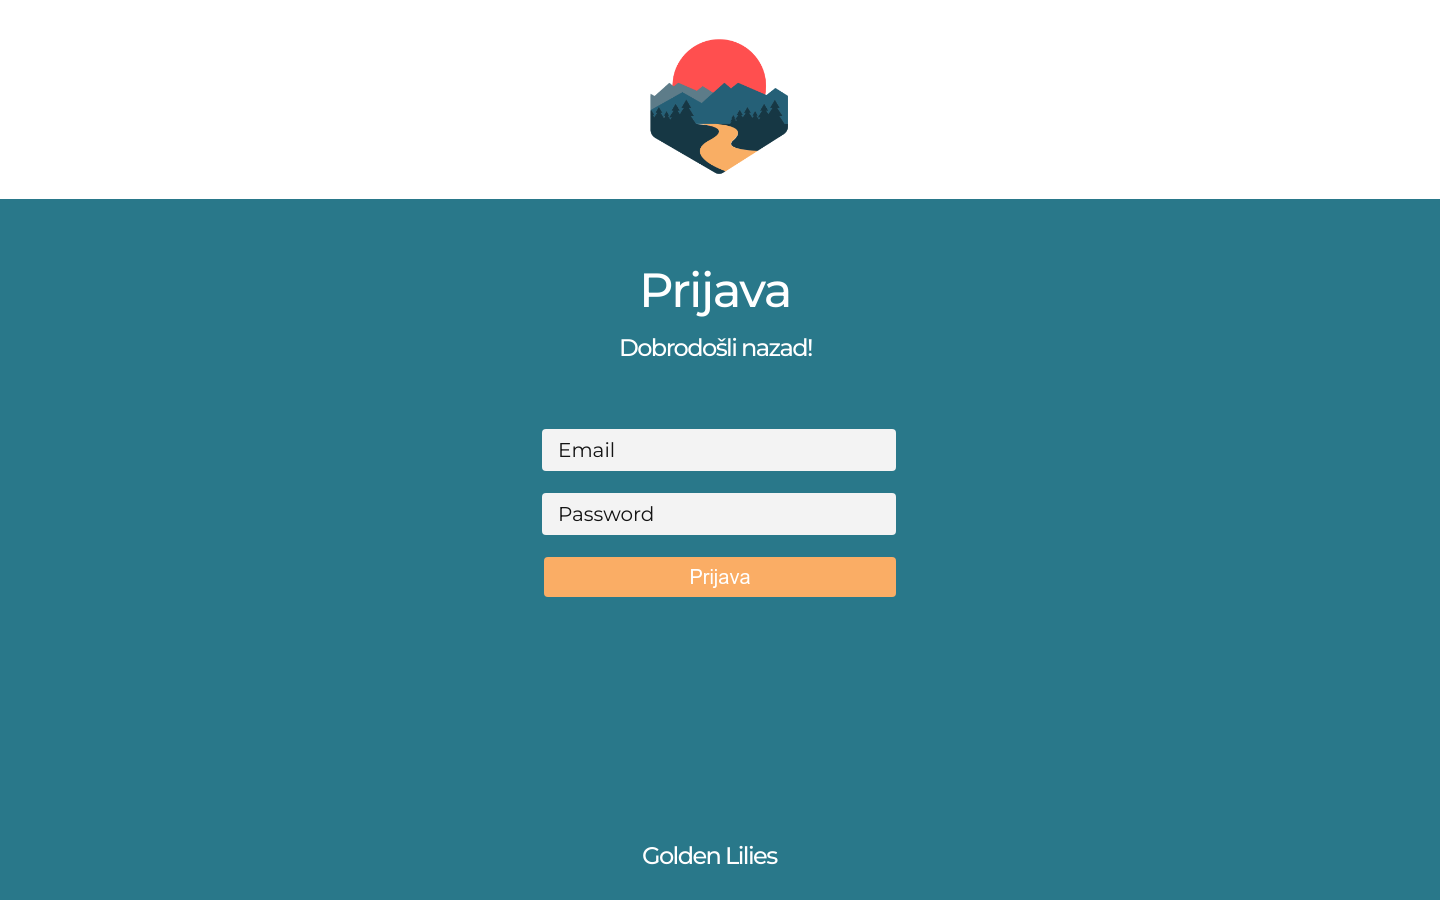 Prijava
Dobrodošli nazad!
Email
Password
Prijava
Golden Lilies